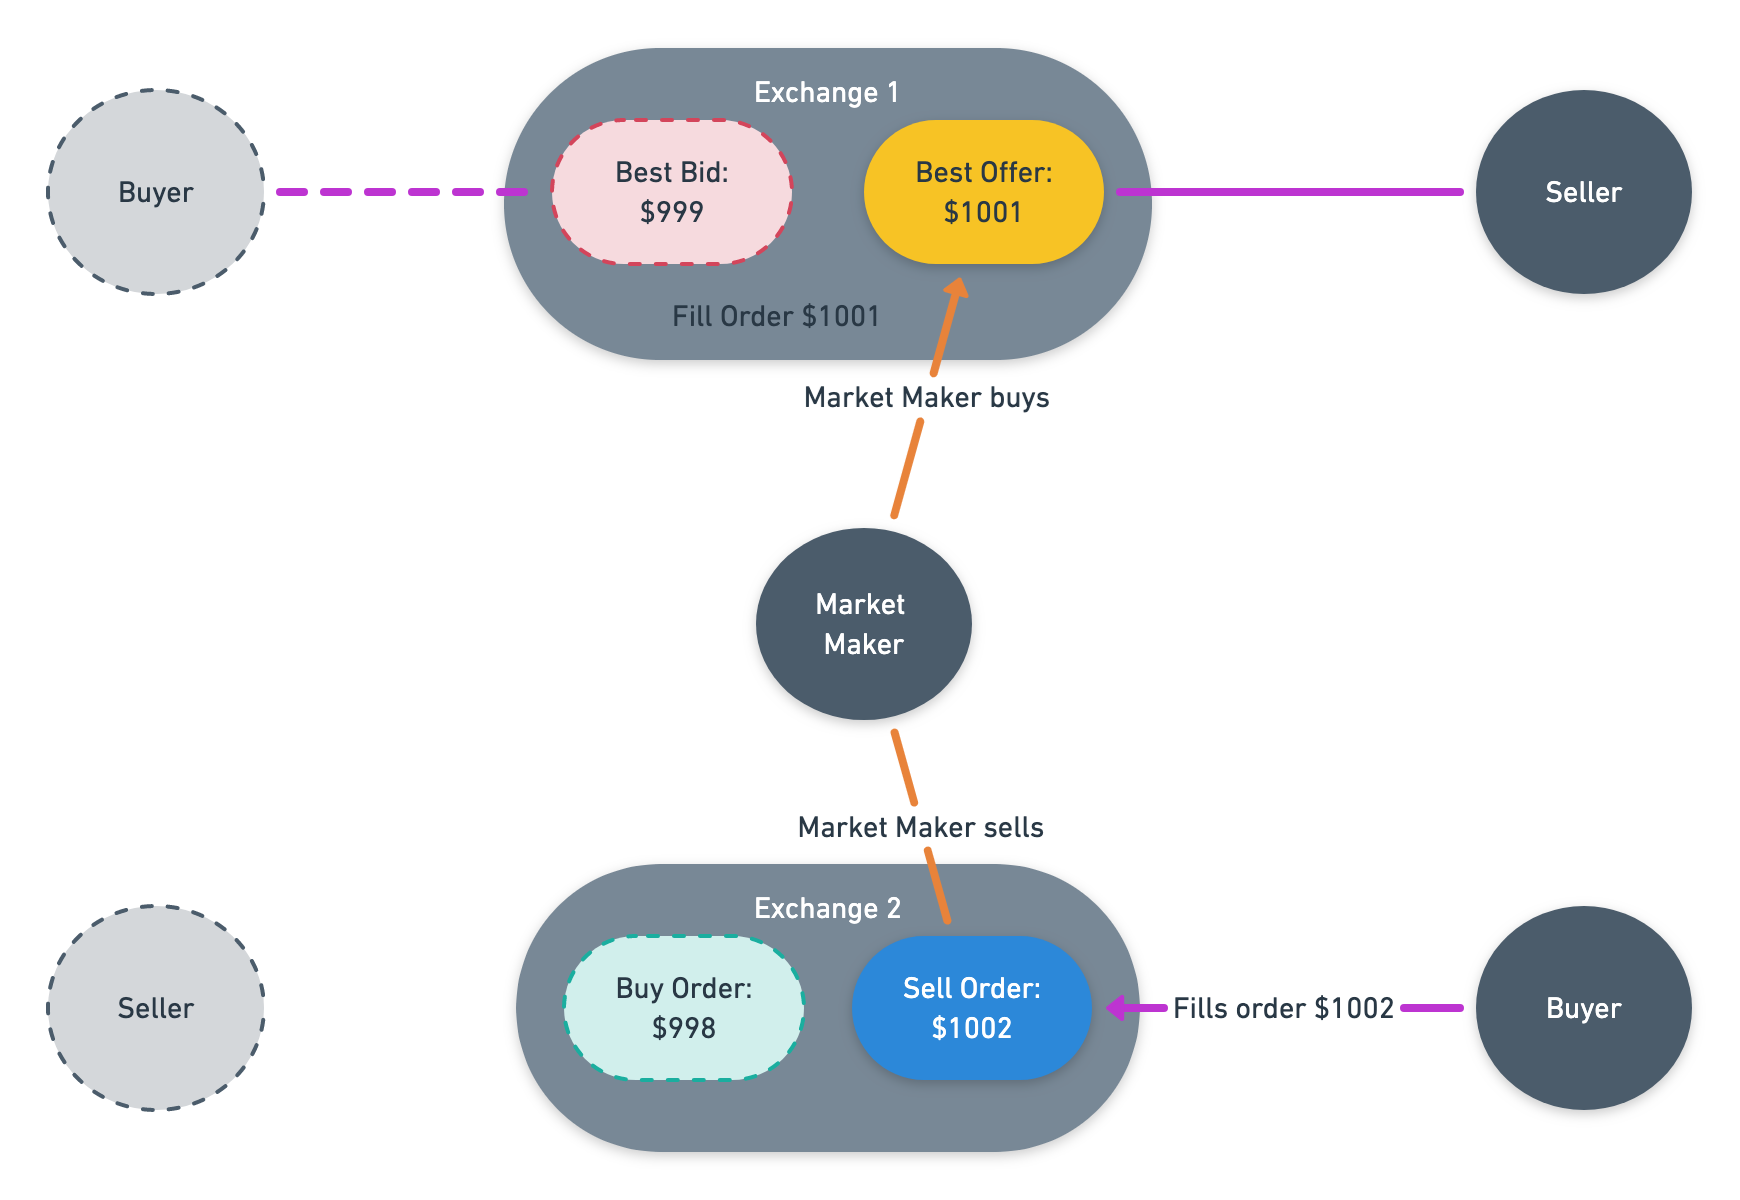 Exchange 1
Buyer
Best Bid:
$999
Best Offer:
$1001
Seller
Fill Order $1001
Market Maker buys
Market
Maker
Market Maker sells
Exchange 2
Seller
Buy Order:
$998
Sell Order:
$1002
Fills order $1002
Buyer